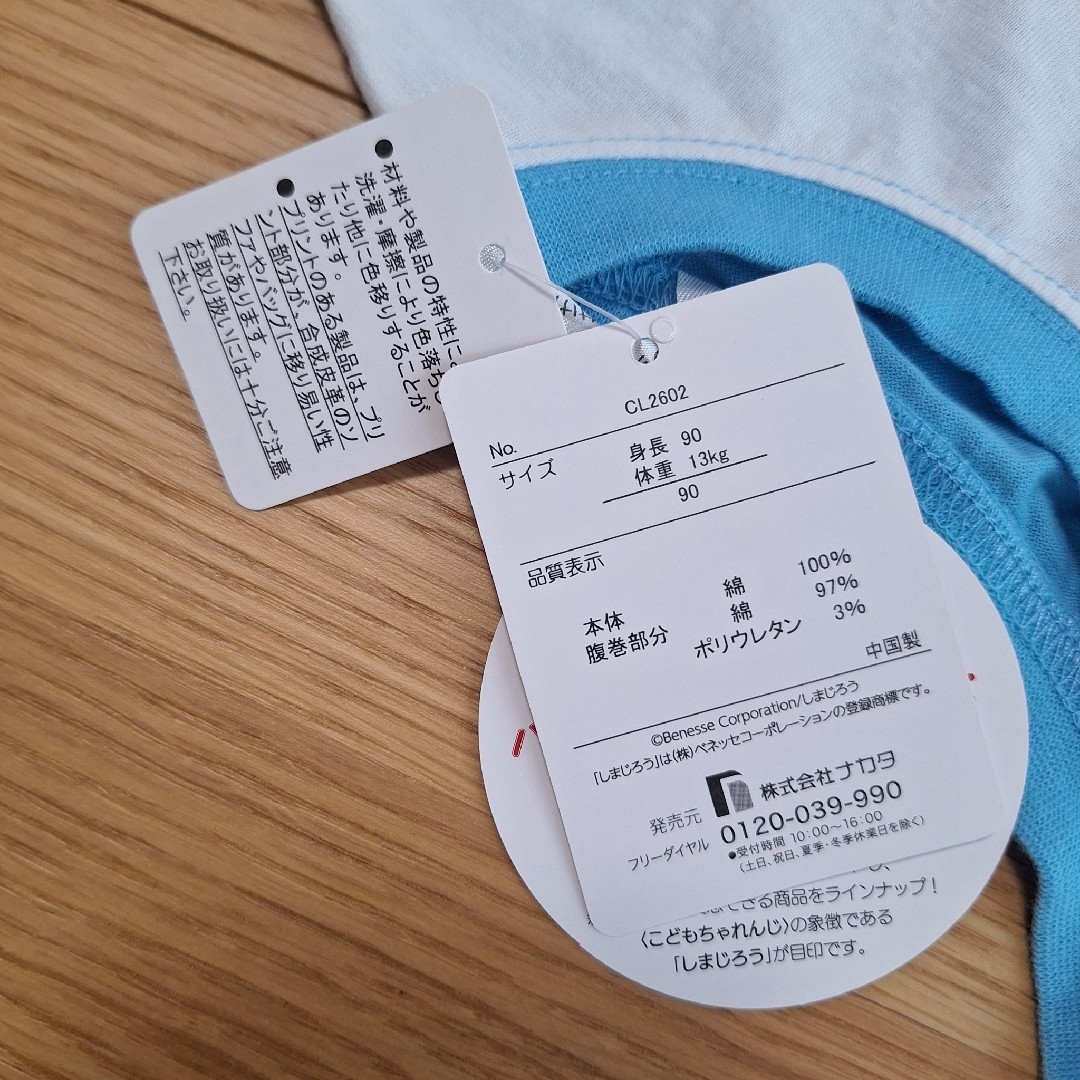 ●材料や製品の特性に
洗濯・摩擦により色落ち
たり他に色移りすることが
あります。
●プリントのある製品は、プリ
ント部分が、合成皮革のソ
ファやバッグに移り易い性
質があります。
お取り扱いには十分ご注意
下さい。
No. CL2602
サイズ 身長 90
体重 13kg
90
品質表示
本体 綿 100%
腹巻部分 綿 97%
ポリウレタン 3%
中国製
©Benesse Corporation/しまじろう
「しまじろう」は(株)ベネッセコーポレーションの登録商標です。
発売元 株式会社ナカタ
フリーダイヤル 0120-039-990
●受付時間 10:00～16:00
(土日、祝日、夏季・冬季休業日を除く)
できる商品をラインナップ!
〈こどもちゃれんじ〉の象徴である
「しまじろう」が目印です。